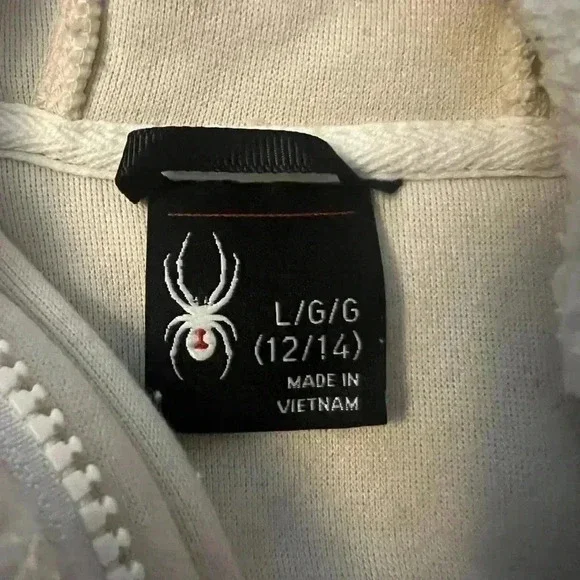 L/G/G
(12/14)
MADE IN
VIETNAM